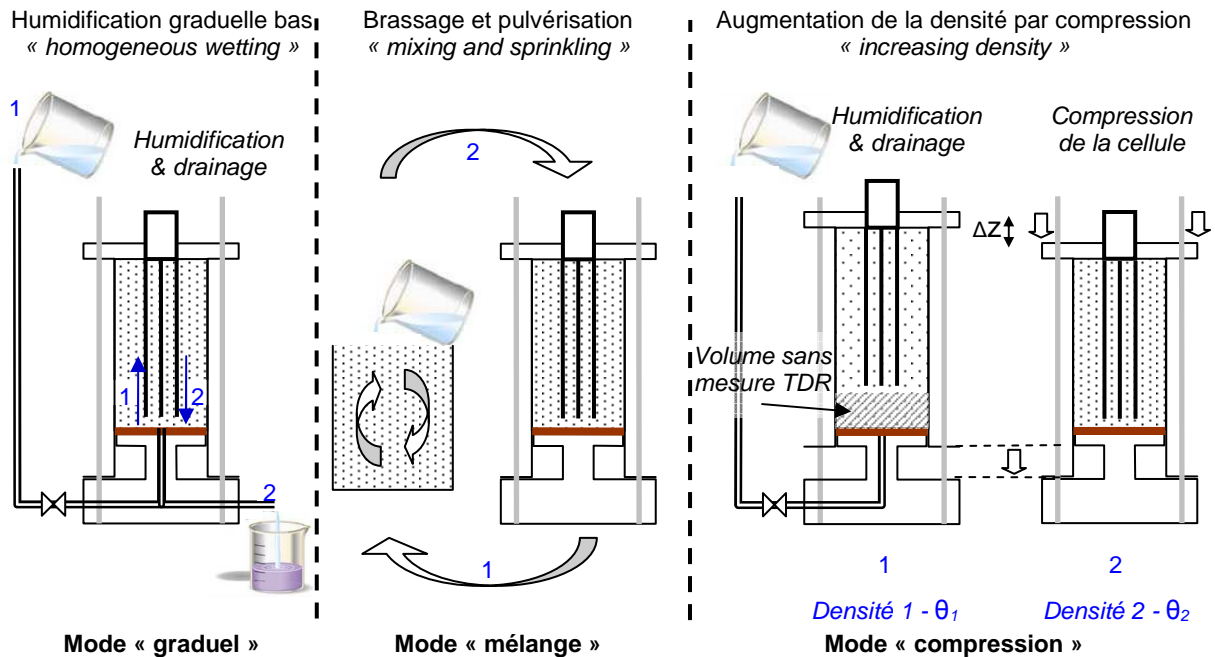 Humidification graduelle bas
« homogeneous wetting »
1
Humidification
& drainage
1
2
2
Mode « graduel »
Brassage et pulvérisation
« mixing and sprinkling »
2
1
Mode « mélange »
Augmentation de la densité par compression
« increasing density »
Humidification
& drainage
Compression
de la cellule
ΔZ
Volume sans
mesure TDR
1
2
Densité 1 - θ1
Densité 2 - θ2
Mode « compression »